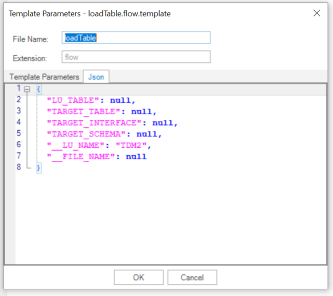 Template Parameters - loadTable.flow.template
File Name: loadTable
Extension: flow
Template Parameters Json
1 {
2 "LU_TABLE": null,
3 "TARGET_TABLE": null,
4 "TARGET_INTERFACE": null,
5 "TARGET_SCHEMA": null,
6 "__LU_NAME": "TDM2",
7 "__FILE_NAME": null
8 }
OK Cancel